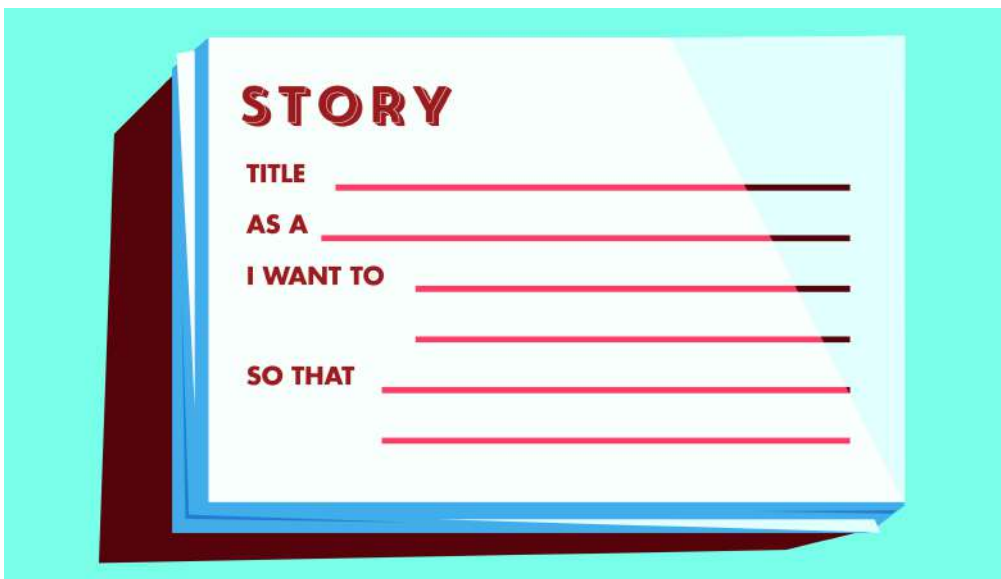 STORY
TITLE
AS A
I WANT TO
SO THAT